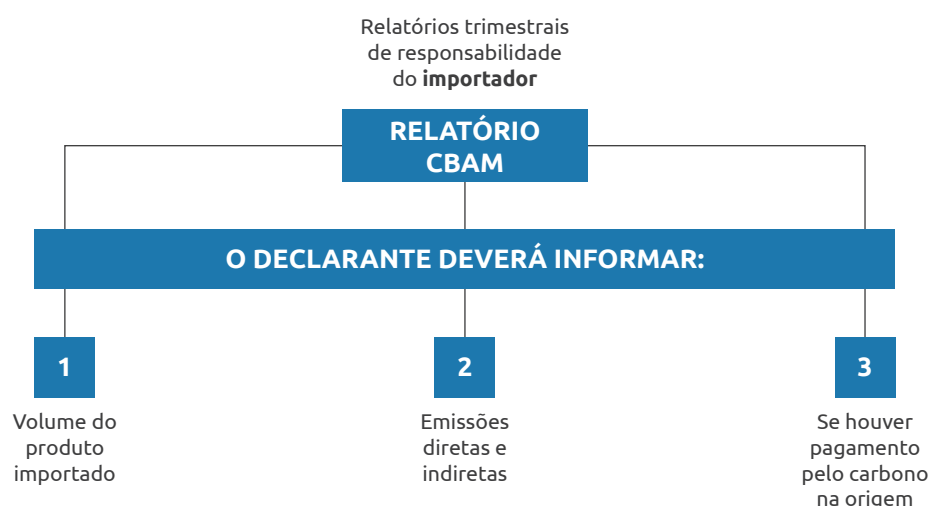 Relatórios trimestrais
de responsabilidade
do importador
RELATÓRIO
CBAM
O DECLARANTE DEVERÁ INFORMAR:
1
Volume do
produto
importado
2
Emissões
diretas e
indiretas
3
Se houver
pagamento
pelo carbono
na origem